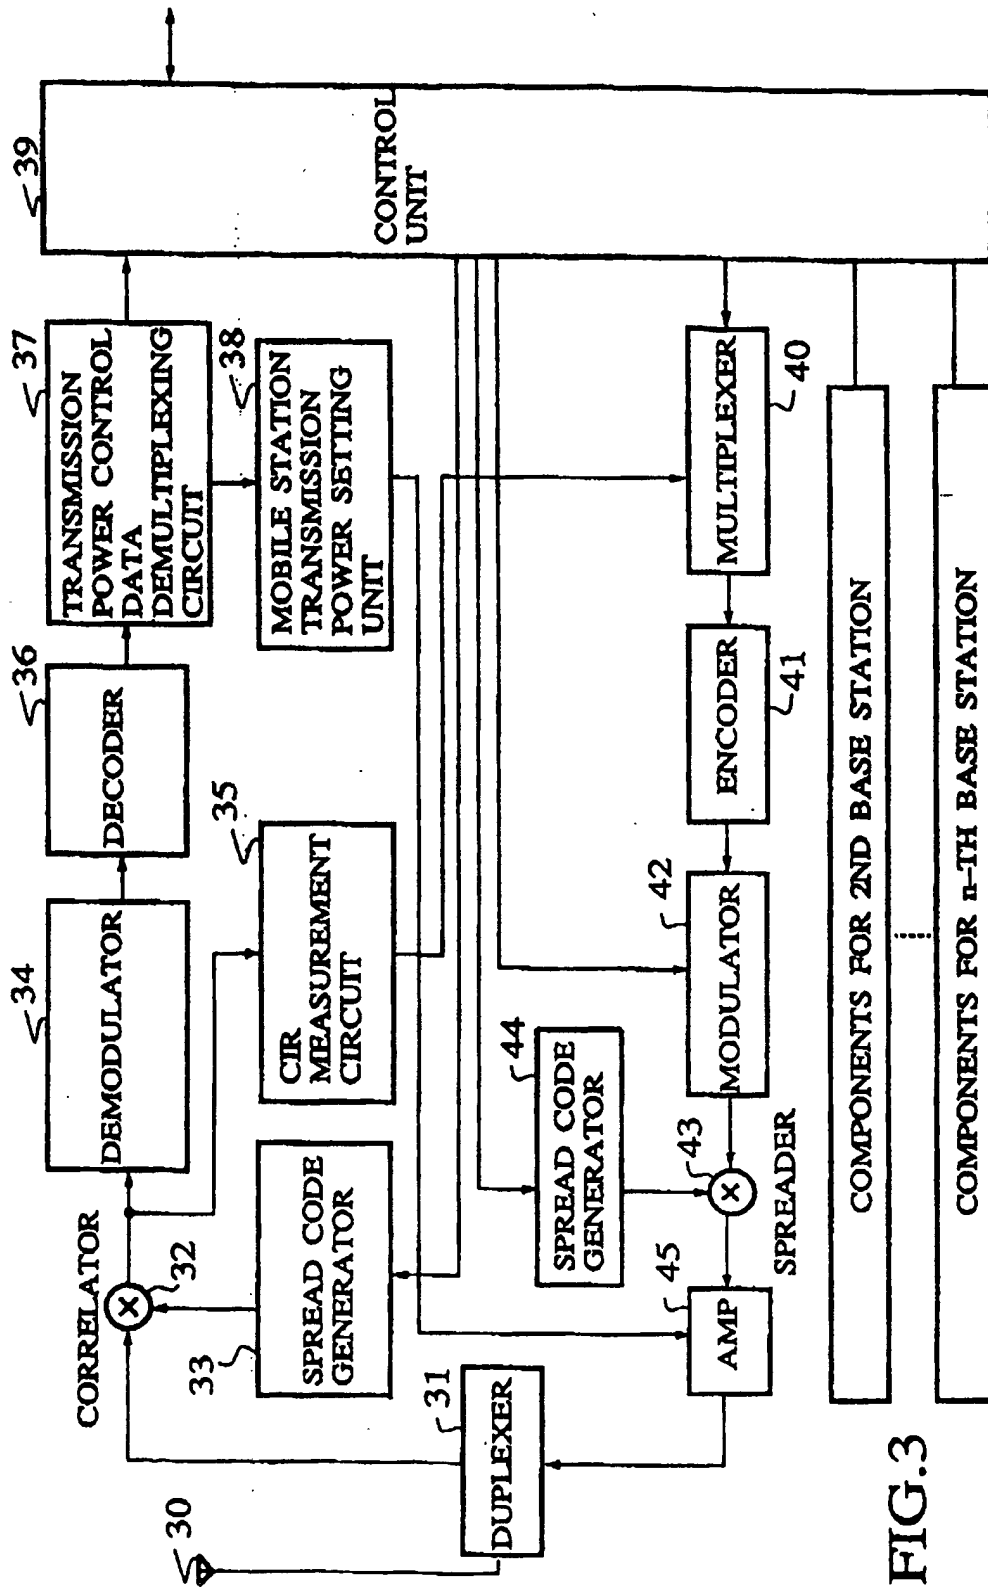 39
CONTROL
UNIT
37
TRANSMISSION
POWER CONTROL
DATA
DEMULTIPLEXING
CIRCUIT
38
MOBILE STATION
TRANSMISSION
POWER SETTING
UNIT
36
DECODER
35
CIR
MEASUREMENT
CIRCUIT
34
DEMODULATOR
CORRELATOR
32
33
SPREAD CODE
GENERATOR
31
DUPLEXER
30
40
MULTIPLEXER
41
ENCODER
42
MODULATOR
44
SPREAD CODE
GENERATOR
43
SPREADER
45
AMP
COMPONENTS FOR 2ND BASE STATION
COMPONENTS FOR n-TH BASE STATION
FIG.3